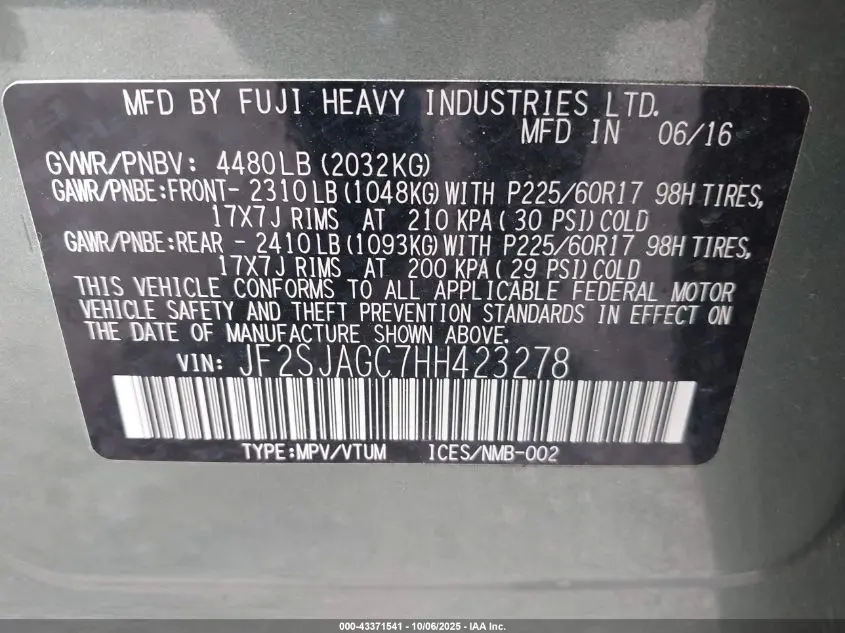 MFD BY FUJI HEAVY INDUSTRIES LTD.
MFD IN 06/16
GVWR/PNBV: 4480LB (2032KG)
GAWR/PNBE:FRONT- 2310LB (1048KG) WITH P225/60R17 98H TIRES,
17X7J RIMS AT 210 KPA ( 30 PSI) COLD
GAWR/PNBE:REAR - 2410LB (1093KG) WITH P225/60R17 98H TIRES,
17X7J RIMS AT 200 KPA ( 29 PSI) COLD
THIS VEHICLE CONFORMS TO ALL APPLICABLE FEDERAL MOTOR
VEHICLE SAFETY AND THEFT PREVENTION STANDARDS IN EFFECT ON
THE DATE OF MANUFACTURE SHOWN ABOVE.
VIN: JF2SJAGC7HH423278
TYPE:MPV/VTUM ICES/NMB-002
000-43371541 - 10/06/2025 - IAA Inc.